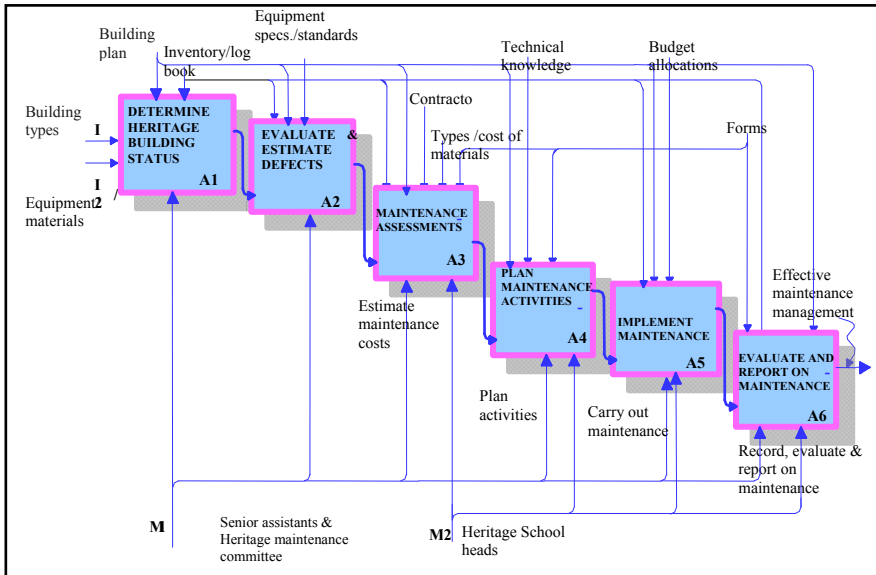 Equipment
specs./standards
Building
plan
Inventory/log
book
Technical
knowledge
Budget
allocations
Building
types
I
I
2
Equipment
materials
DETERMINE
HERITAGE
BUILDING
STATUS
A1
EVALUATE &
ESTIMATE
DEFECTS
A2
Contracto
Types /cost of
materials
Forms
MAINTENANCE
ASSESSMENTS
A3
Estimate
maintenance
costs
PLAN
MAINTENANCE
ACTIVITIES
A4
Plan
activities
IMPLEMENT
MAINTENANCE
A5
Carry out
maintenance
Effective
maintenance
management
EVALUATE AND
REPORT ON
MAINTENANCE
A6
Record, evaluate &
report on
maintenance
M
Senior assistants &
Heritage maintenance
committee
M2
Heritage School
heads